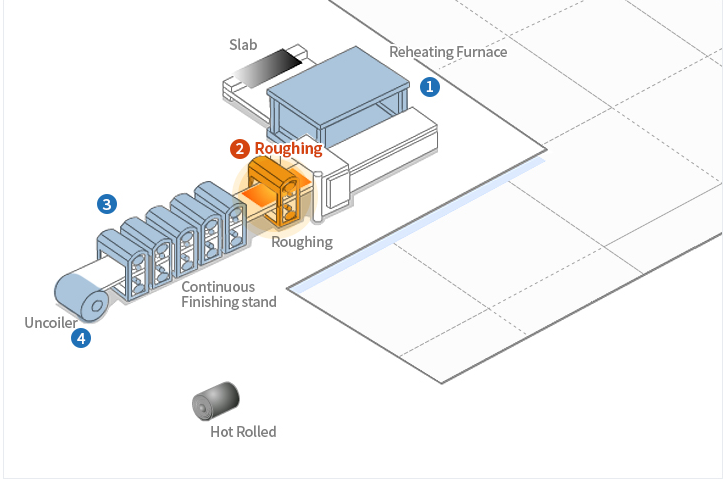 Slab
Reheating Furnace
1
2 Roughing
3
Roughing
Continuous
Finishing stand
Uncoiler
4
Hot Rolled